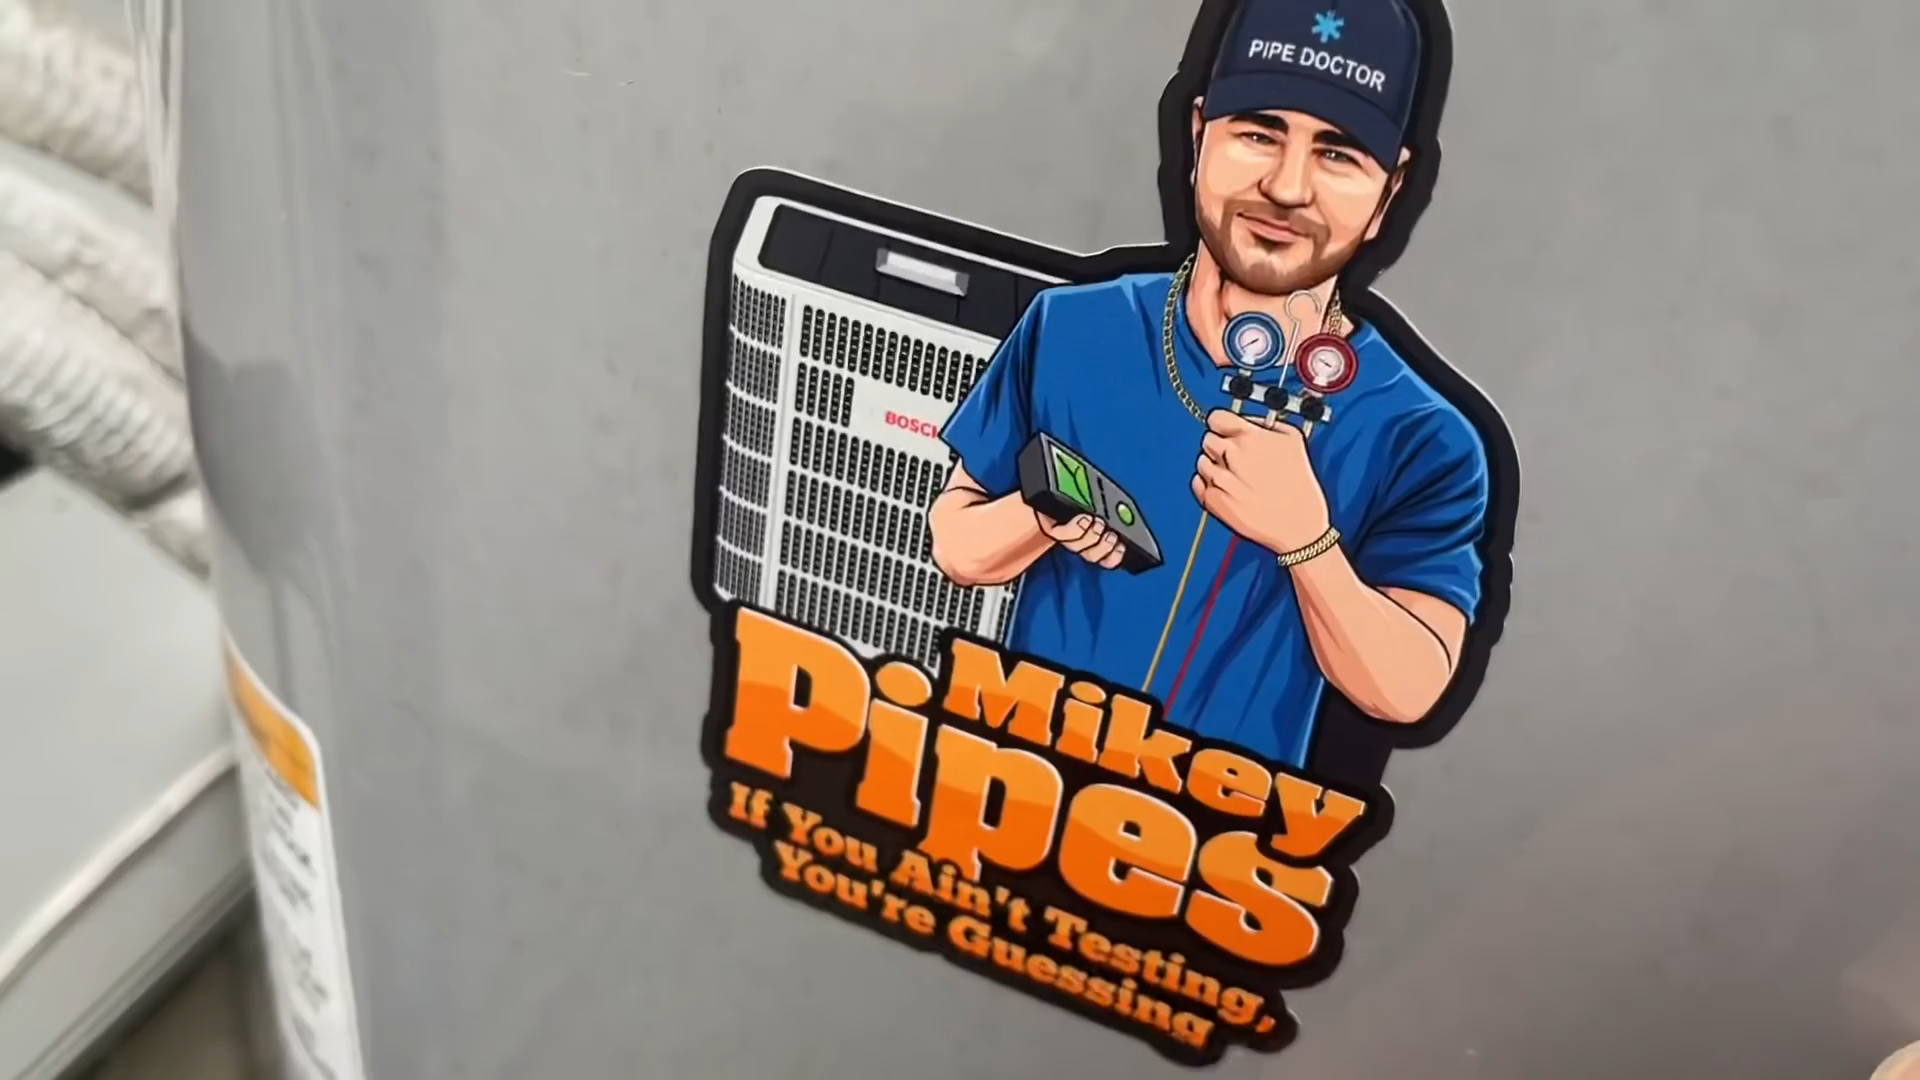 PIPE DOCTOR
BOSCH
Mikey
Pipes
If You Ain't Testing,
You're Guessing